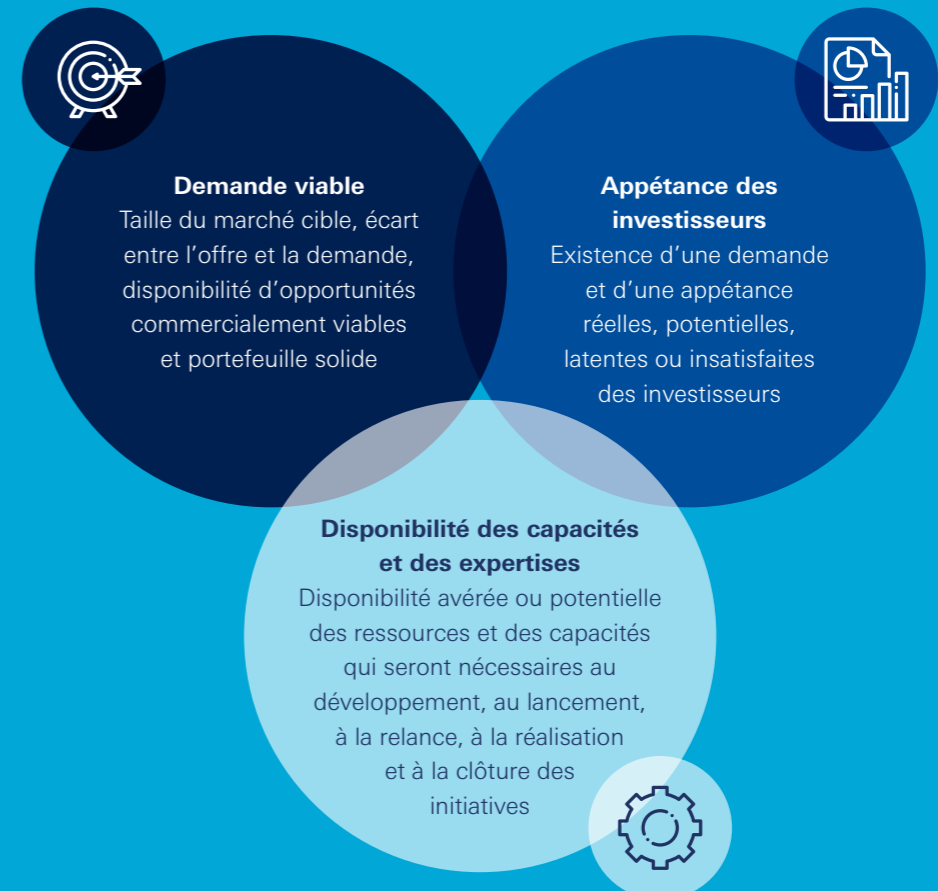 Demande viable
Taille du marché cible, écart
entre l’offre et la demande,
disponibilité d’opportunités
commercialement viables
et portefeuille solide
Appétance des
investisseurs
Existence d’une demande
et d’une appétance
réelles, potentielles,
latentes ou insatisfaites
des investisseurs
Disponibilité des capacités
et des expertises
Disponibilité avérée ou potentielle
des ressources et des capacités
qui seront nécessaires au
développement, au lancement,
à la relance, à la réalisation
et à la clôture des
initiatives